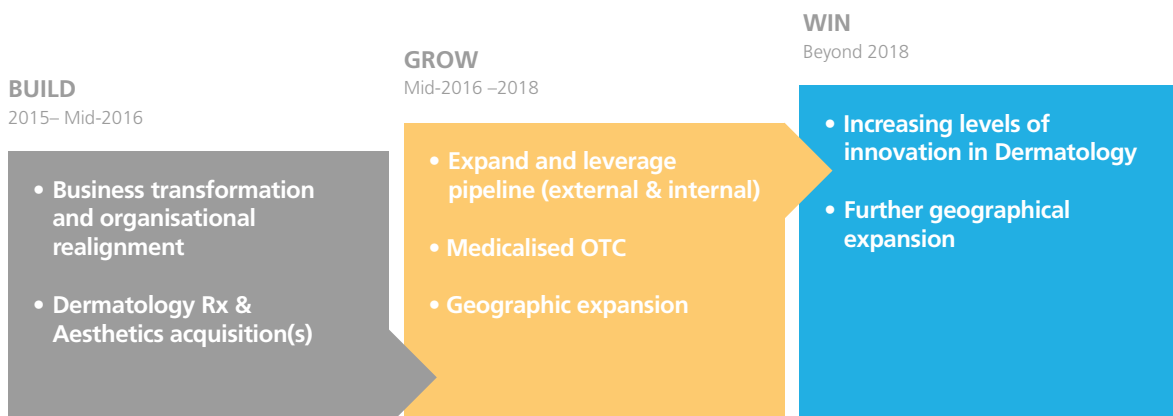 BUILD
2015– Mid-2016
• Business transformation
and organisational
realignment
• Dermatology Rx &
Aesthetics acquisition(s)
GROW
Mid-2016 –2018
• Expand and leverage
pipeline (external & internal)
• Medicalised OTC
• Geographic expansion
WIN
Beyond 2018
• Increasing levels of
innovation in Dermatology
• Further geographical
expansion